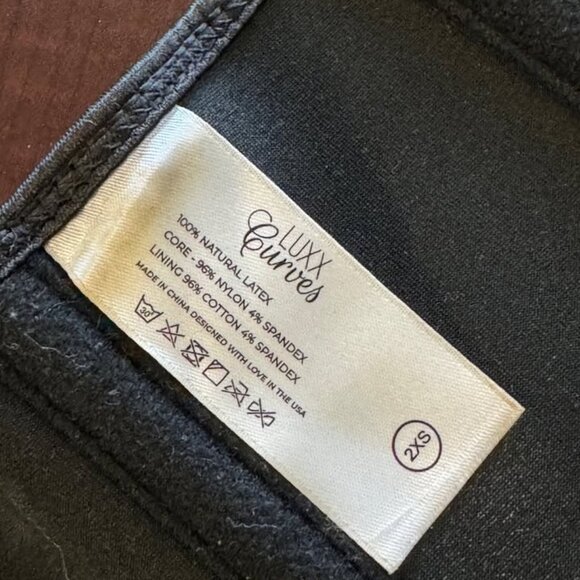 LUXX
Curves
100% NATURAL LATEX
CORE - 96% NYLON 4% SPANDEX
LINING 96% COTTON 4% SPANDEX
MADE IN CHINA DESIGNED WITH LOVE IN THE USA
30
2XS